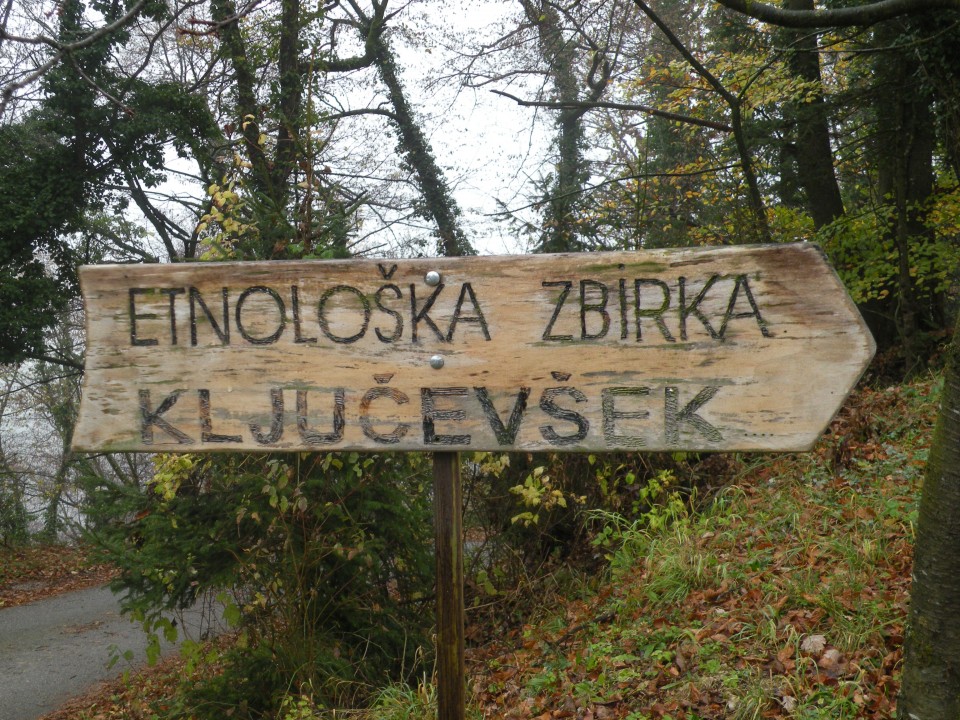 ETNOLOŠKA ZBIRKA
KLJUČEVŠEK....